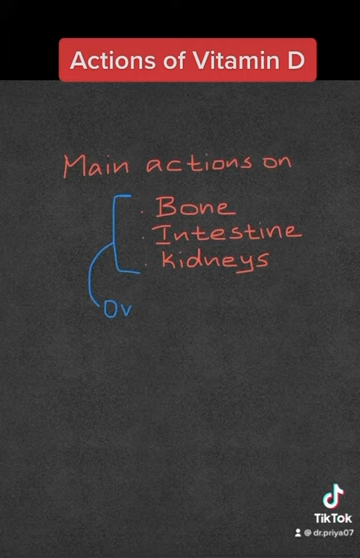 Actions of Vitamin D
Main actions on
Bone
Intestine
Kidneys
Ov
TikTok
@ dr.priya07